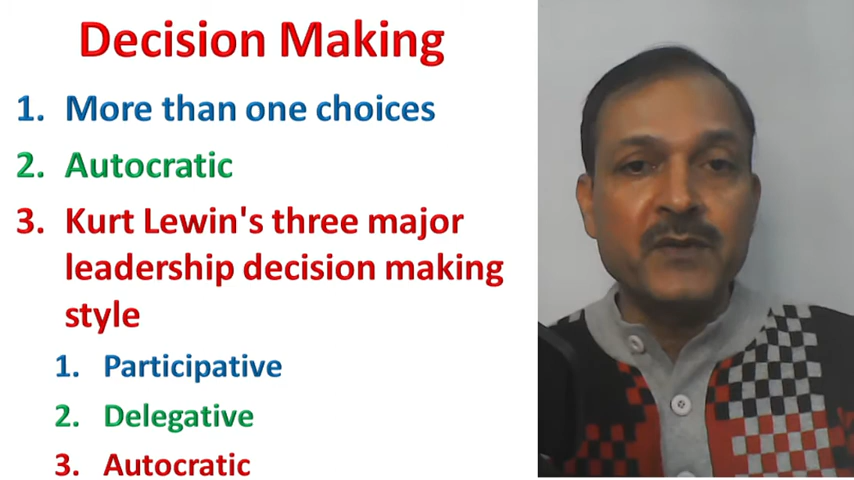 Decision Making
1. More than one choices
2. Autocratic
3. Kurt Lewin's three major
leadership decision making
style
1. Participative
2. Delegative
3. Autocratic